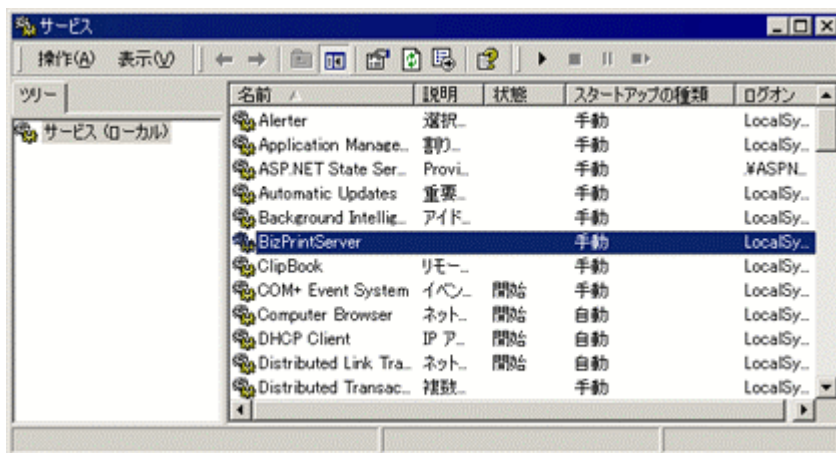 サービス
操作(A) 表示(V)
ツリー
サービス (ローカル)
名前 説明 状態 スタートアップの種類 ログオン
Alerter 選択... 手動 LocalSy...
Application Manage... 割り... 手動 LocalSy...
ASP.NET State Ser... Provi... 手動 .¥ASPN...
Automatic Updates 重要... 手動 LocalSy...
Background Intellig... アイド... 手動 LocalSy...
BizPrintServer 手動 LocalSy...
ClipBook リモー... 手動 LocalSy...
COM+ Event System イベン... 開始 手動 LocalSy...
Computer Browser ネット... 開始 自動 LocalSy...
DHCP Client IP ア... 開始 自動 LocalSy...
Distributed Link Tra... ネット... 開始 自動 LocalSy...
Distributed Transac... 複数... 手動 LocalSy...